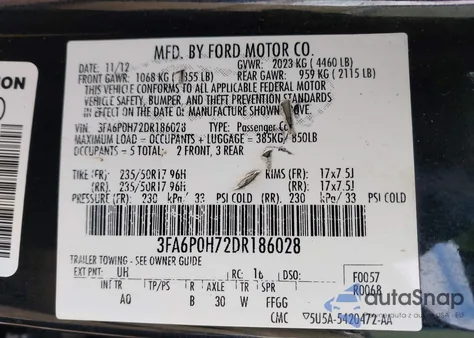 MFD. BY FORD MOTOR CO.
DATE: 11/12 GVWR: 2023 KG ( 4460 LB)
FRONT GAWR: 1068 KG ( 355 LB) REAR GAWR: 959 KG ( 2115 LB)
THIS VEHICLE CONFORMS TO ALL APPLICABLE FEDERAL MOTOR
VEHICLE SAFETY, BUMPER, AND THEFT PREVENTION STANDARDS
IN EFFECT ON THE DATE OF MANUFACTURE SHOWN ABOVE.
VIN: 3FA6P0H72DR186028 TYPE: Passenger
MAXIMUM LOAD = OCCUPANTS + LUGGAGE = 385KG/ 850LB
OCCUPANTS = 5 TOTAL: 2 FRONT, 3 REAR
TIRE (FR): 235/50R17 96H RIMS (FR): 17x7.5J
(RR): 235/50R17 96H (RR): 17x7.5J
PRESSURE (FR): 230 kPa/ 33 PSI COLD (RR): 230 kPa/ 33 PSI COLD
3FA6P0H72DR186028
TRAILER TOWING - SEE OWNER GUIDE
EXT PNT: UH RC: 16 DSO: F0057
R0068
INT TR TP/PS R AXLE TR SPR
AO B 30 W FFGG
CMC 5U5A-5420472-AA
ION
autoSnap